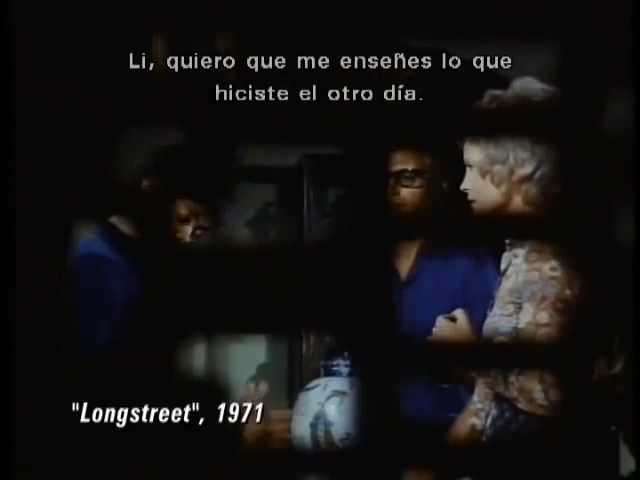 Li, quiero que me enseñes lo que
hiciste el otro día.
"Longstreet", 1971